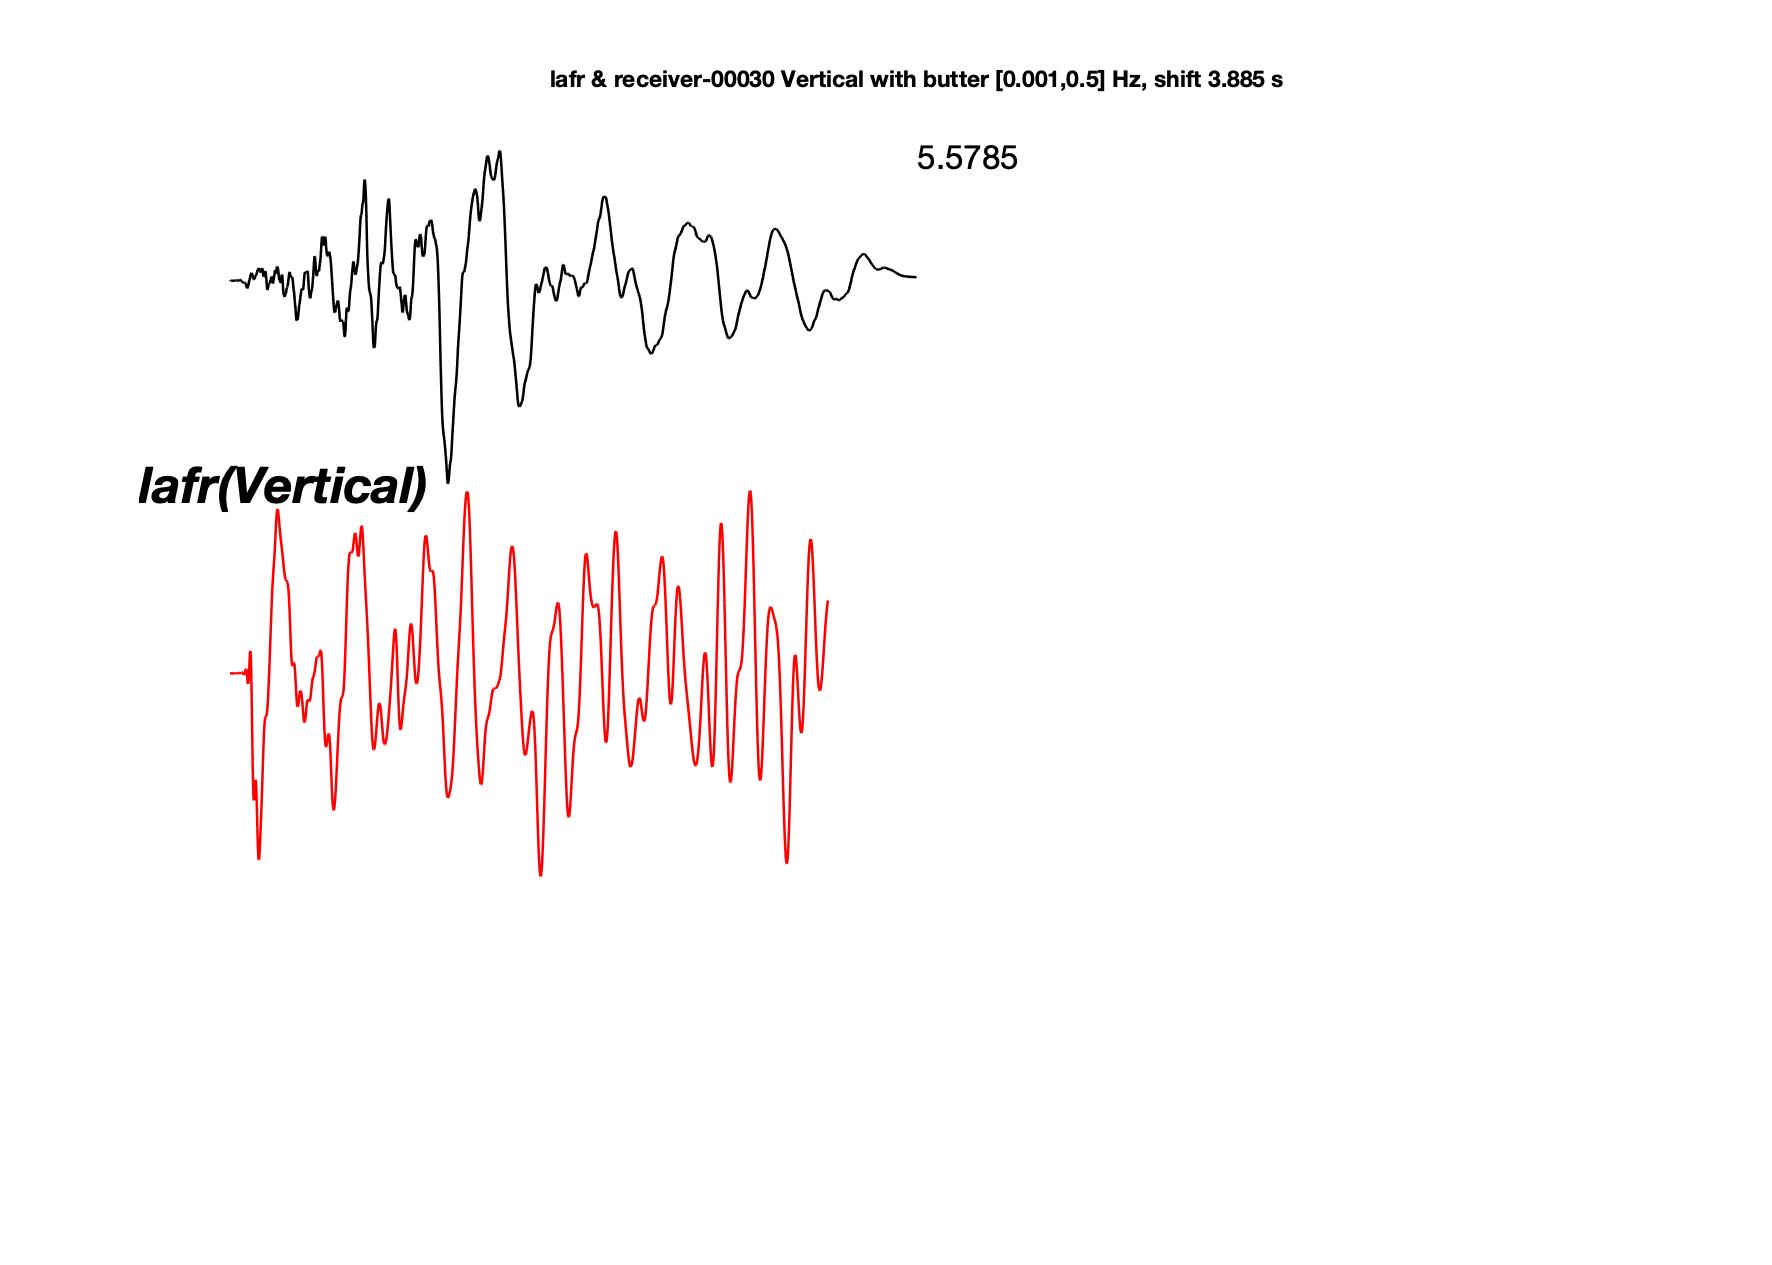 lafr & receiver-00030 Vertical with butter [0.001,0.5] Hz, shift 3.885 s
5.5785
lafr(Vertical)